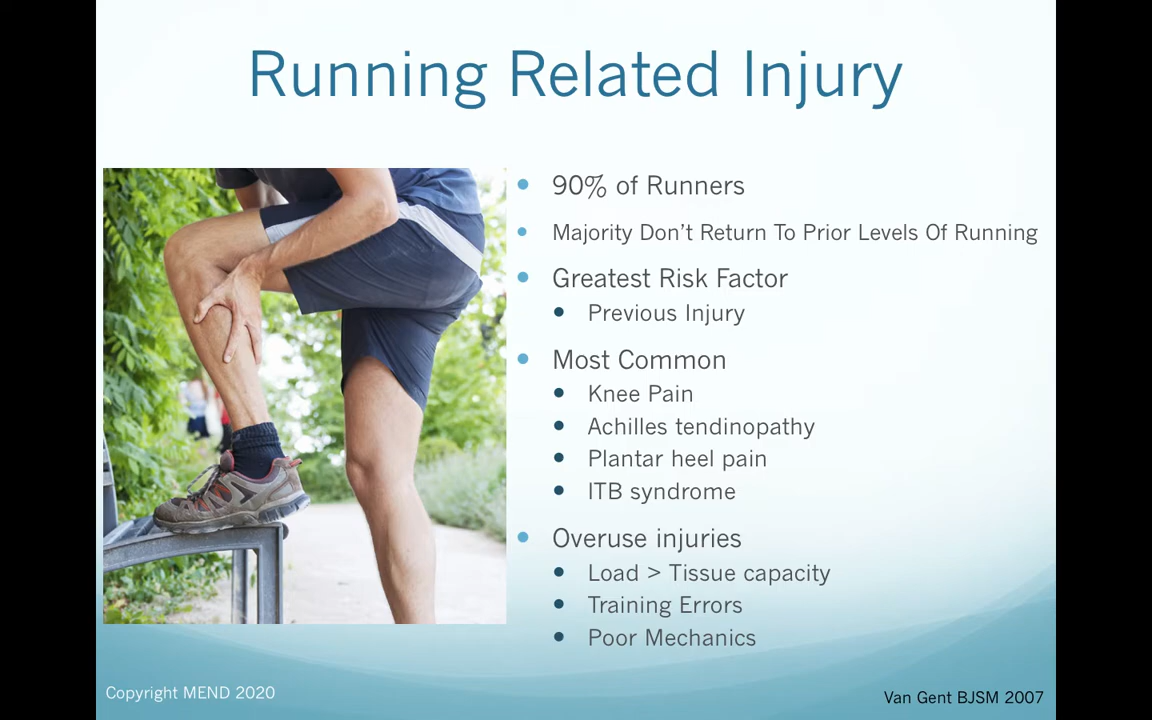 Running Related Injury
90% of Runners
Majority Don't Return To Prior Levels Of Running
Greatest Risk Factor
Previous Injury
Most Common
Knee Pain
Achilles tendinopathy
Plantar heel pain
ITB syndrome
Overuse injuries
Load > Tissue capacity
Training Errors
Poor Mechanics
Copyright MEND 2020
Van Gent BJSM 2007